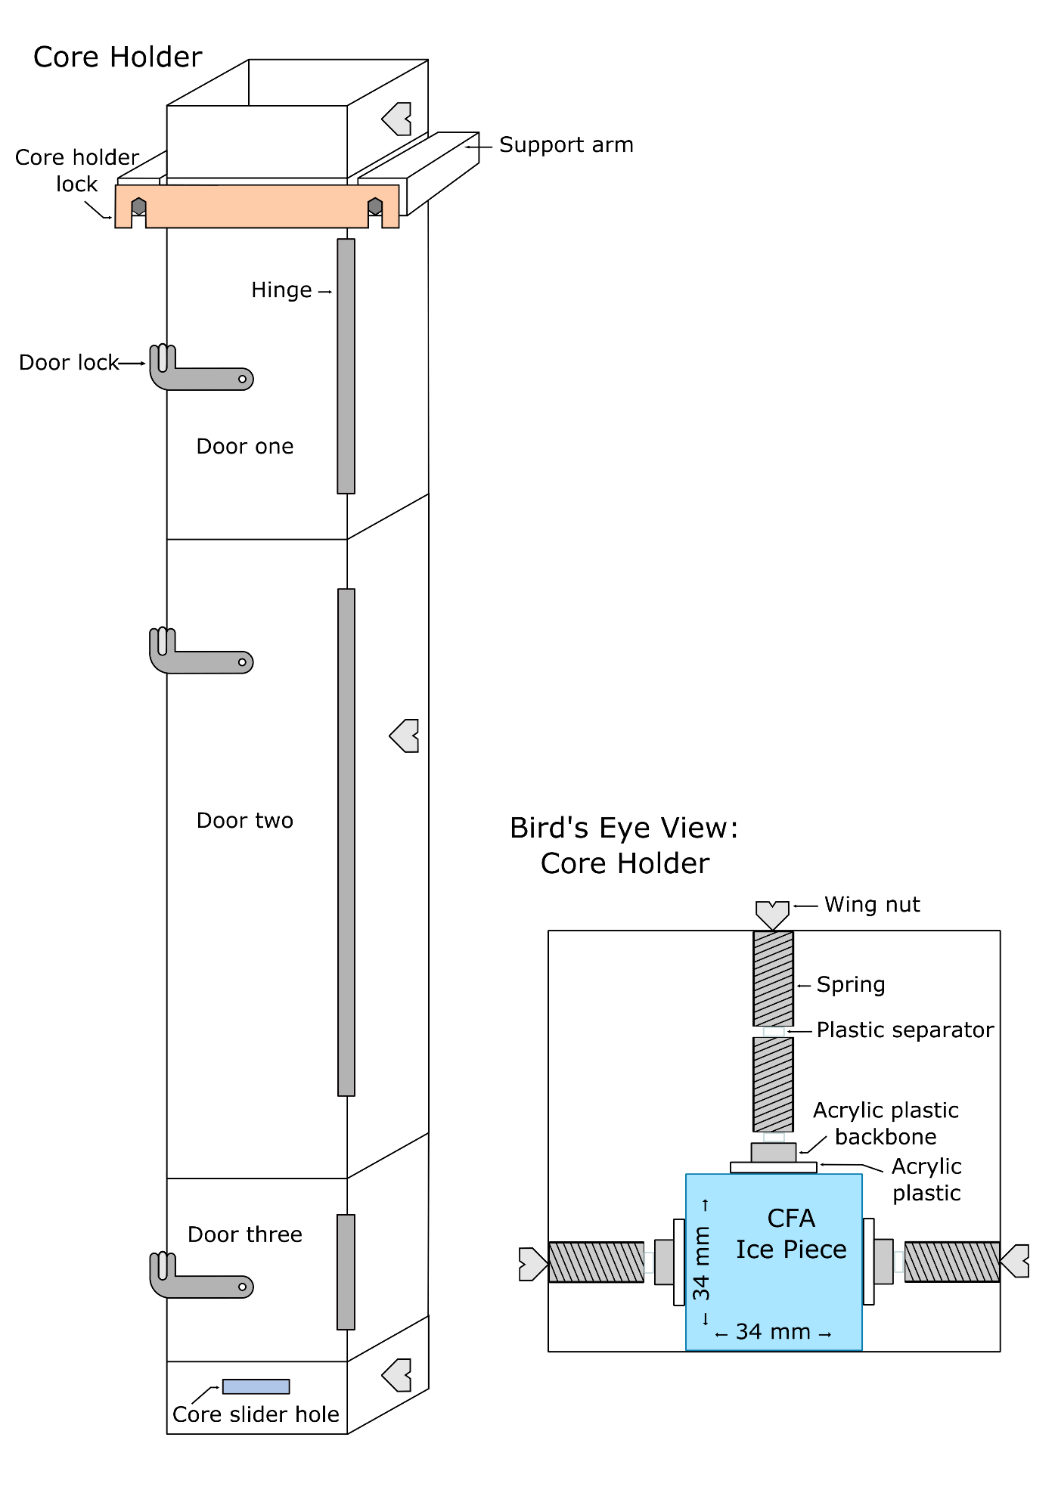 Core Holder
Core holder
lock
Support arm
Hinge
Door lock
Door one
Door two
Door three
Core slider hole
Bird's Eye View:
Core Holder
Wing nut
Spring
Plastic separator
Acrylic plastic
backbone
Acrylic
plastic
CFA
Ice Piece
34 mm
34 mm